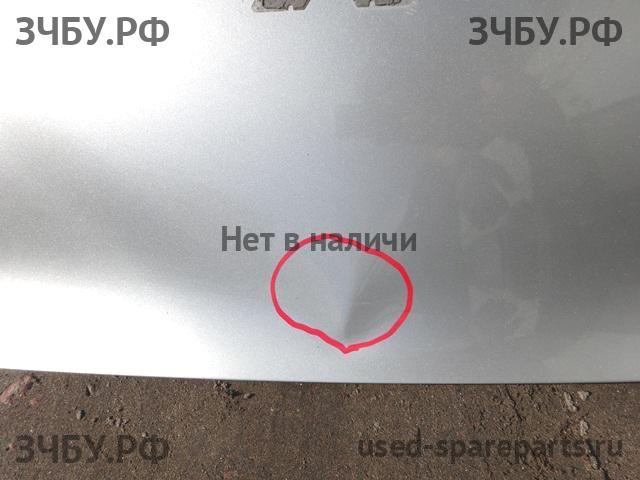 ЗЧБУ.РФ ЗЧБУ.РФ
Нет в наличи
ЗЧБУ.РФ used-spareparts.ru